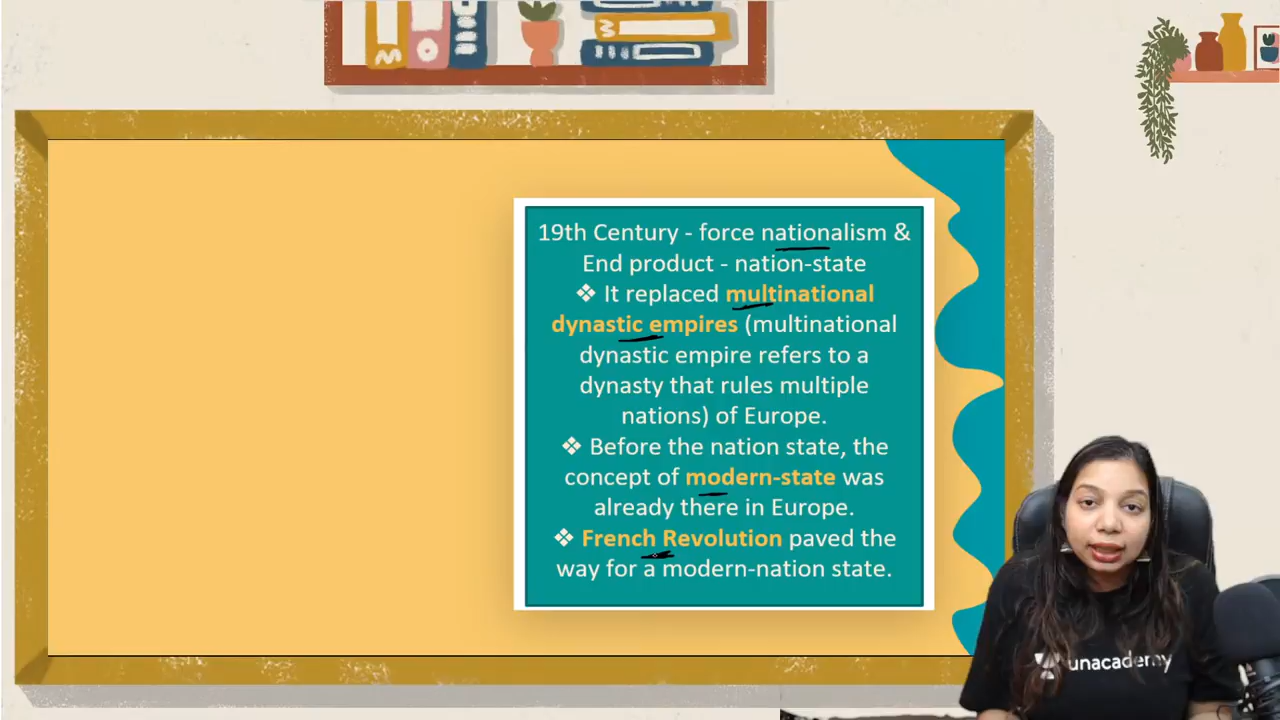 19th Century - force nationalism &
End product - nation-state
❖ It replaced multinational
dynastic empires (multinational
dynastic empire refers to a
dynasty that rules multiple
nations) of Europe.
❖ Before the nation state, the
concept of modern-state was
already there in Europe.
❖ French Revolution paved the
way for a modern-nation state.
unacademy